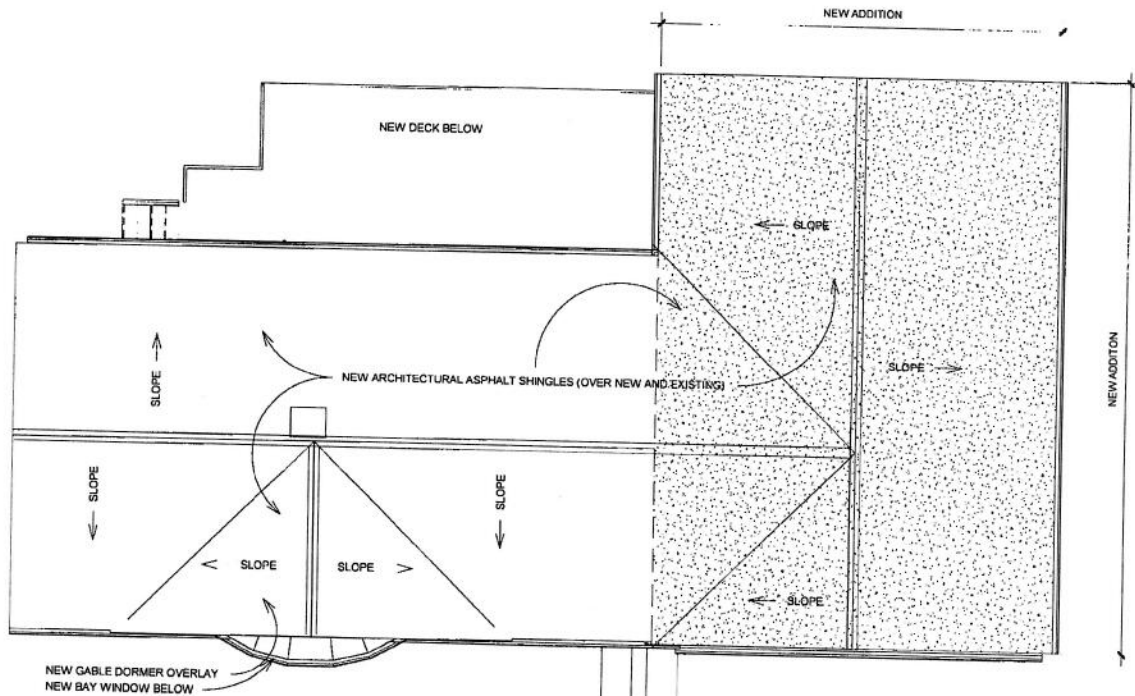 NEW ADDITION
NEW DECK BELOW
SLOPE
SLOPE
SLOPE
NEW ARCHITECTURAL ASPHALT SHINGLES (OVER NEW AND EXISTING)
NEW ADDITON
SLOPE
SLOPE
SLOPE
SLOPE
SLOPE
NEW GABLE DORMER OVERLAY
NEW BAY WINDOW BELOW